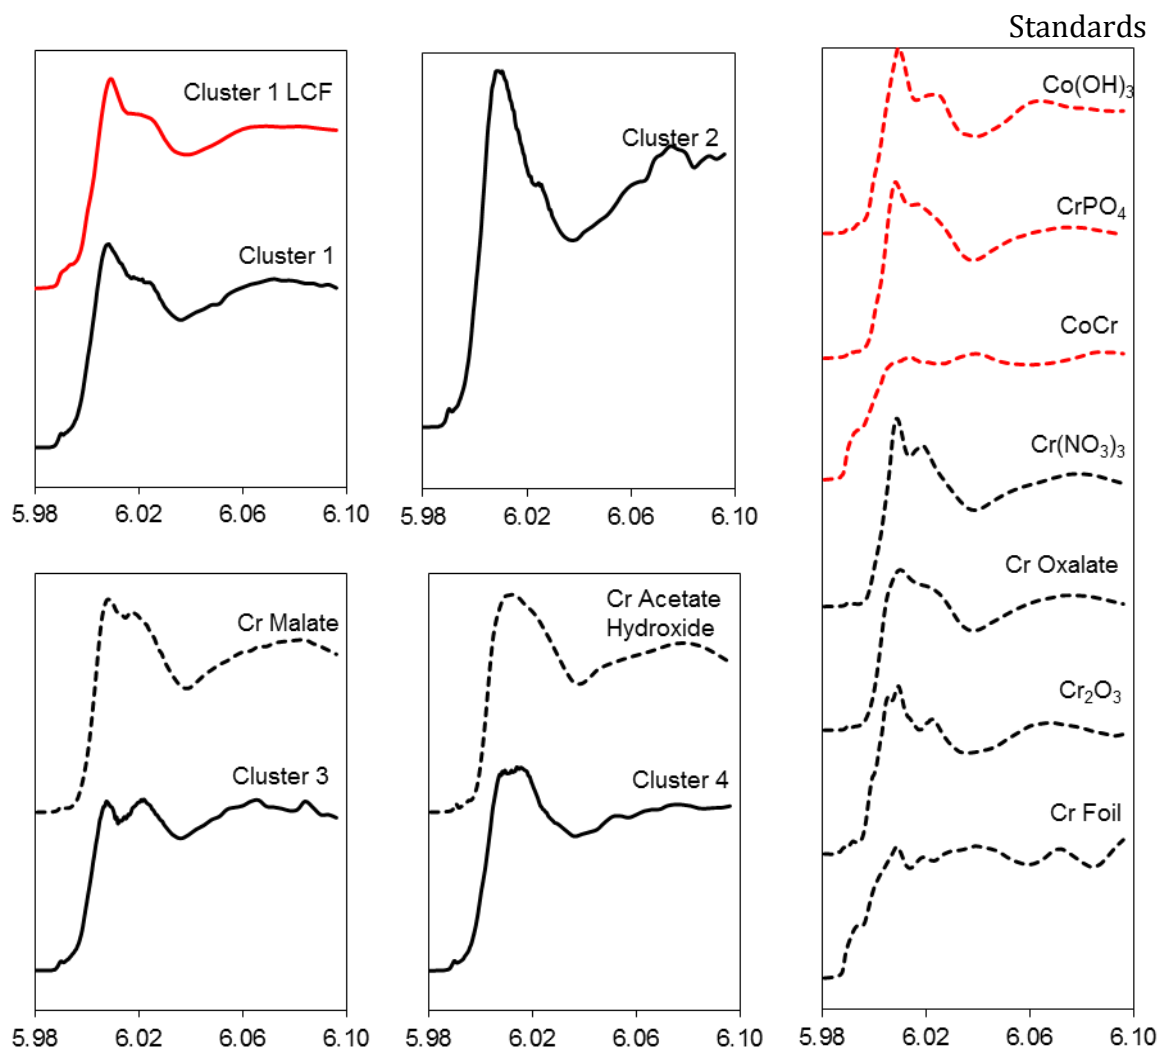 Standards
Cluster 1 LCF
Cluster 1
5.98 6.02 6.06 6.10
Cluster 2
5.98 6.02 6.06 6.10
Cr Malate
Cluster 3
5.98 6.02 6.06 6.10
Cr Acetate
Hydroxide
Cluster 4
5.98 6.02 6.06 6.10
Co(OH)₃
CrPO₄
CoCr
Cr(NO₃)₃
Cr Oxalate
Cr₂O₃
Cr Foil
5.98 6.02 6.06 6.10